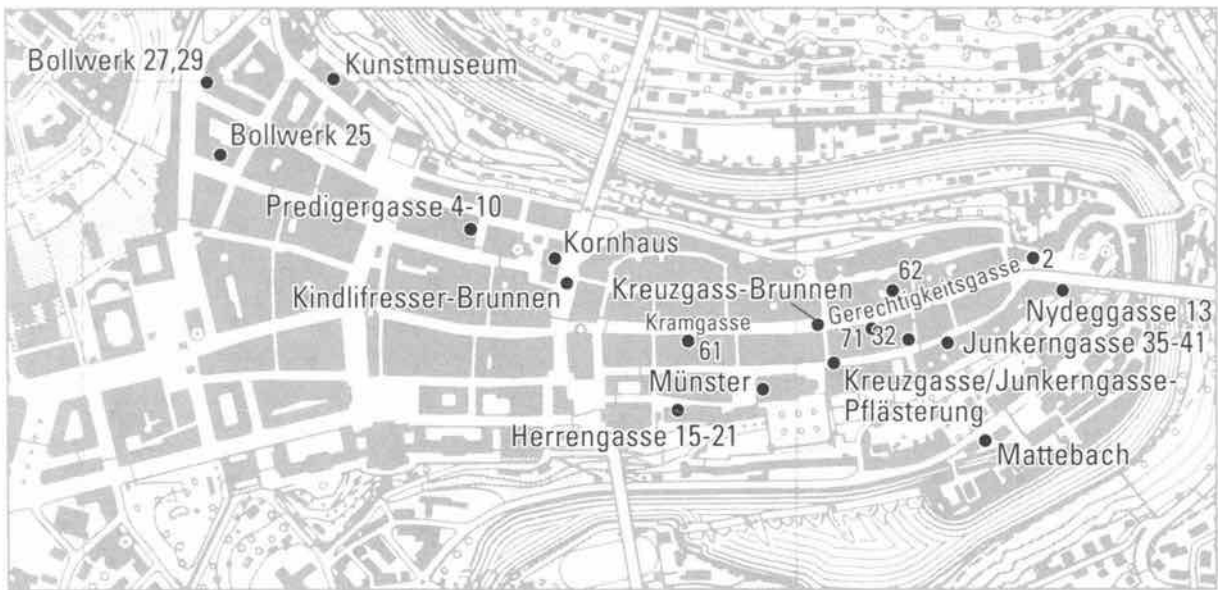 Bollwerk 27,29
Kunstmuseum
Bollwerk 25
Predigergasse 4-10
Kornhaus
Kindlifresser-Brunnen
Kreuzgass-Brunnen
62
Gerechtigkeitsgasse
2
Nydeggasse 13
Kramgasse
61
71
32
Junkerngasse 35-41
Münster
Kreuzgasse/Junkerngasse-
Pflästerung
Herrengasse 15-21
Mattebach